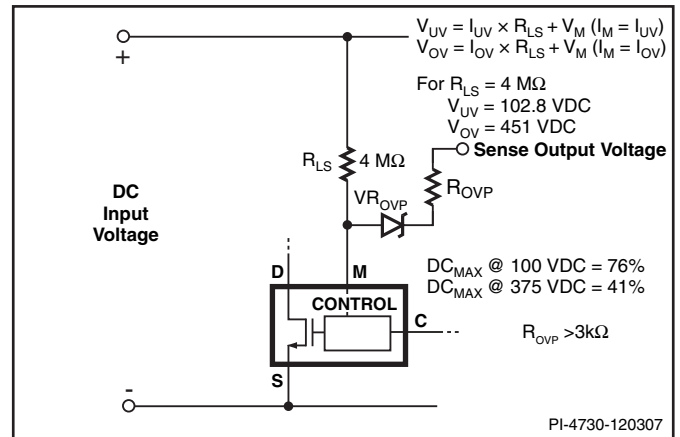 V_UV = I_UV × R_LS + V_M (I_M = I_UV)
V_OV = I_OV × R_LS + V_M (I_M = I_OV)
+
For R_LS = 4 MΩ
V_UV = 102.8 VDC
V_OV = 451 VDC
Sense Output Voltage
R_LS
4 MΩ
R_OVP
VR_OVP
DC
Input
Voltage
D
M
DC_MAX @ 100 VDC = 76%
DC_MAX @ 375 VDC = 41%
CONTROL
C
R_OVP >3kΩ
S
-
PI-4730-120307